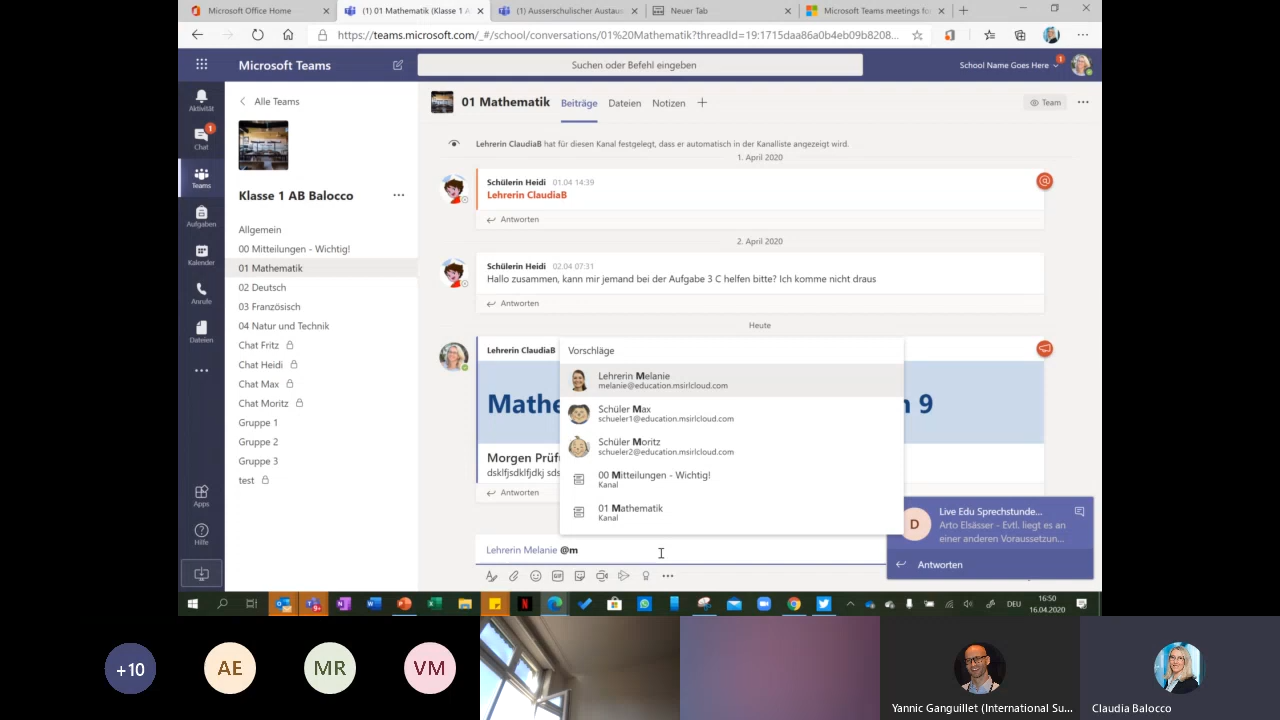 Microsoft Office Home
(1) 01 Mathematik (Klasse 1 A
(1) Ausserschulischer Austaus
Neuer Tab
Microsoft Teams meetings fo
https://teams.microsoft.com/_#/school/conversations/01%20Mathematik?threadId=19:1715daa86a0b4eb09b8208...
Microsoft Teams
Suchen oder Befehl eingeben
School Name Goes Here
1
Aktivität
Alle Teams
01 Mathematik
Beiträge
Dateien
Notizen
Team
Chat
1
Teams
Aufgaben
Kalender
Anrufe
Dateien
Apps
Hilfe
Klasse 1 AB Balocco
Allgemein
00 Mitteilungen - Wichtig!
01 Mathematik
02 Deutsch
03 Französisch
04 Natur und Technik
Chat Fritz
Chat Heidi
Chat Max
Chat Moritz
Gruppe 1
Gruppe 2
Gruppe 3
test
Lehrerin ClaudiaB hat für diesen Kanal festgelegt, dass er automatisch in der Kanalliste angezeigt wird.
1. April 2020
Schülerin Heidi 01.04 14:39
Lehrerin ClaudiaB
Antworten
2. April 2020
Schülerin Heidi 02.04 07:31
Hallo zusammen, kann mir jemand bei der Aufgabe 3 C helfen bitte? Ich komme nicht draus
Antworten
Heute
Lehrerin ClaudiaB
Mathe
n 9
Morgen Prüf
dsklfjsdklfjdkj sds
Antworten
Vorschläge
Lehrerin Melanie
melanie@education.msirlcloud.com
Schüler Max
schueler1@education.msirlcloud.com
Schüler Moritz
schueler2@education.msirlcloud.com
00 Mitteilungen - Wichtig!
Kanal
01 Mathematik
Kanal
Lehrerin Melanie @m
D
Live Edu Sprechstunde...
Arto Elsässer - Evtl. liegt es an
einer anderen Voraussetzun...
Antworten
DEU
16:50
16.04.2020
+10
AE
MR
VM
Yannic Ganguillet (International Su...
Claudia Balocco